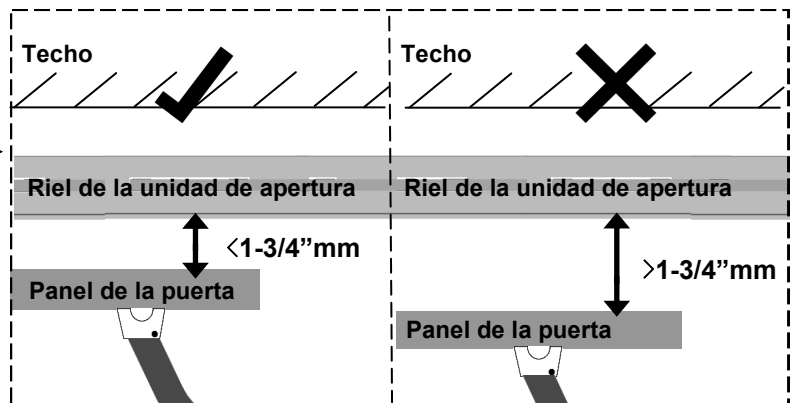 Techo
Riel de la unidad de apertura
<1-3/4”mm
Panel de la puerta
Techo
Riel de la unidad de apertura
>1-3/4”mm
Panel de la puerta